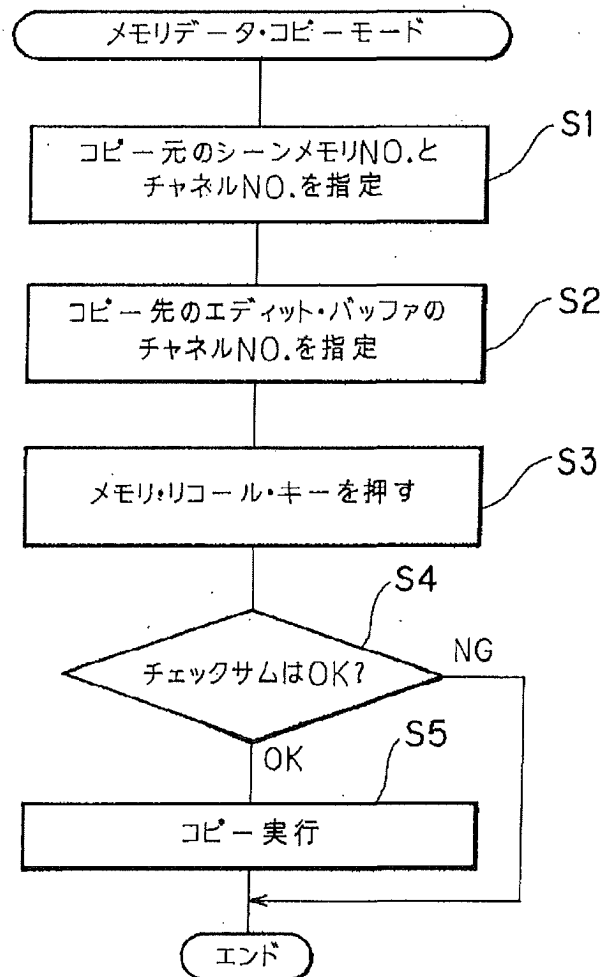 メモリデータ・コピーモード
S1
コピー元のシーンメモリNO.と
チャネルNO.を指定
S2
コピー先のエディット・バッファの
チャネルNO.を指定
S3
メモリ・リコール・キーを押す
S4
チェックサムはOK?
NG
OK
S5
コピー実行
エンド